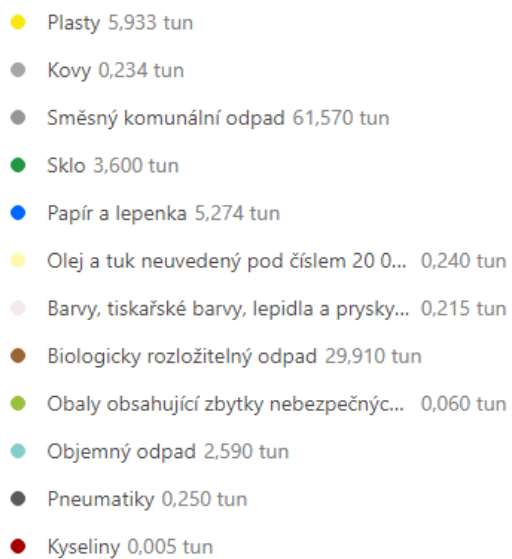 Plasty 5,933 tun
Kovy 0,234 tun
Směsný komunální odpad 61,570 tun
Sklo 3,600 tun
Papír a lepenka 5,274 tun
Olej a tuk neuvedený pod číslem 20 0... 0,240 tun
Barvy, tiskařské barvy, lepidla a prysky... 0,215 tun
Biologicky rozložitelný odpad 29,910 tun
Obaly obsahující zbytky nebezpečnýc... 0,060 tun
Objemný odpad 2,590 tun
Pneumatiky 0,250 tun
Kyseliny 0,005 tun